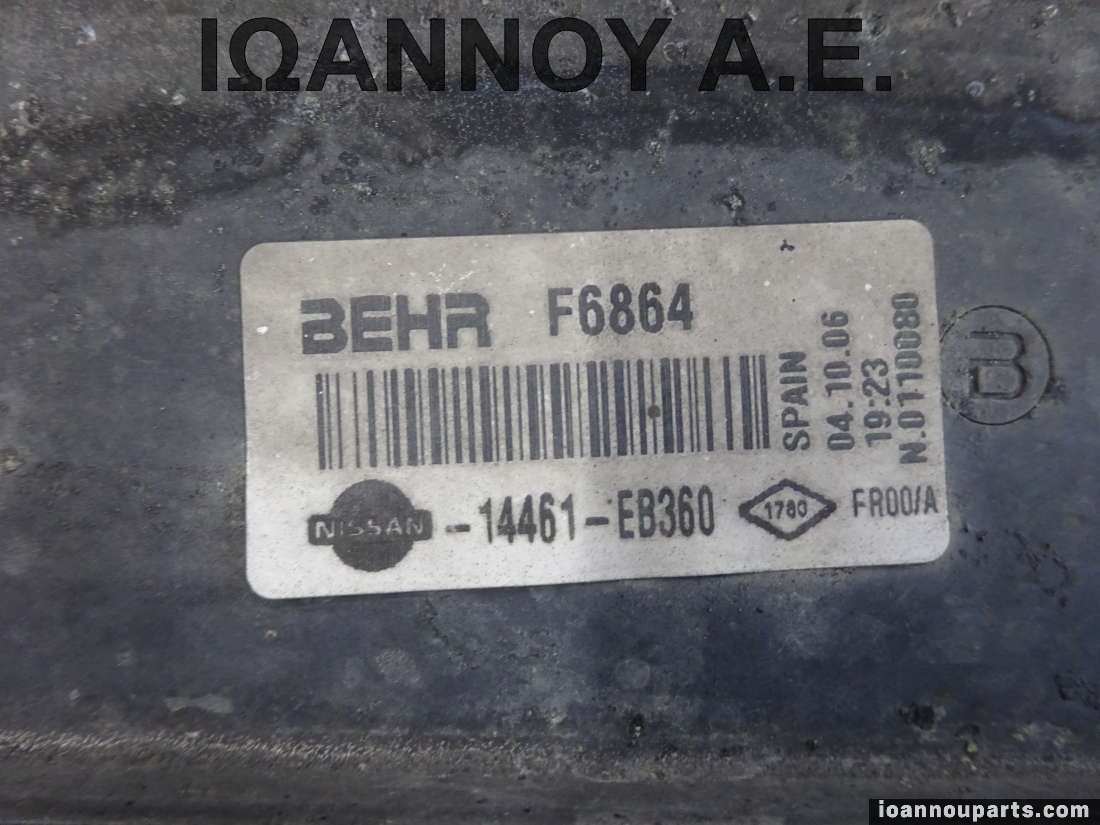 ΙΩΑΝΝΟΥ Α.Ε.
BEHR F6864
SPAIN
04.10.06
19:23
N.0110080
B
NISSAN -14461-EB360 1780 FR00/A
ioannouparts.com